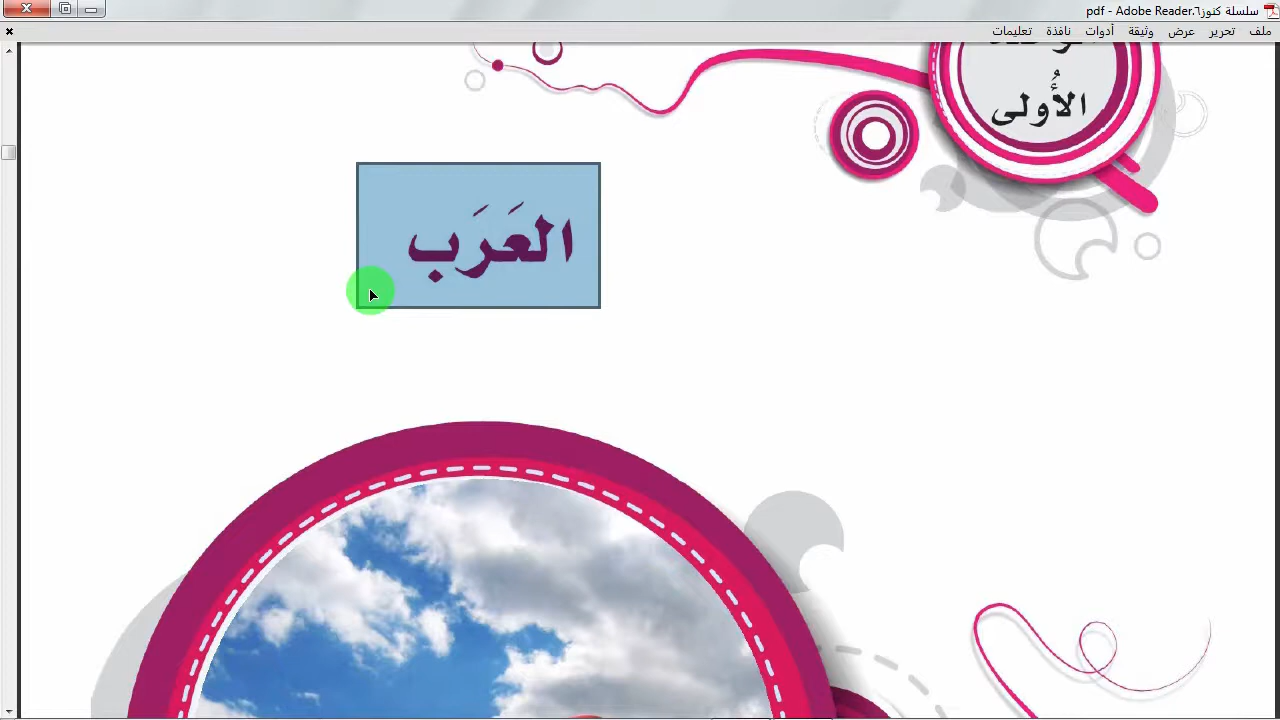 سلسلة كنوز٦.pdf - Adobe Reader
ملف تحرير عرض وثيقة أدوات نافذة تعليمات
الأُولى
العَرَب